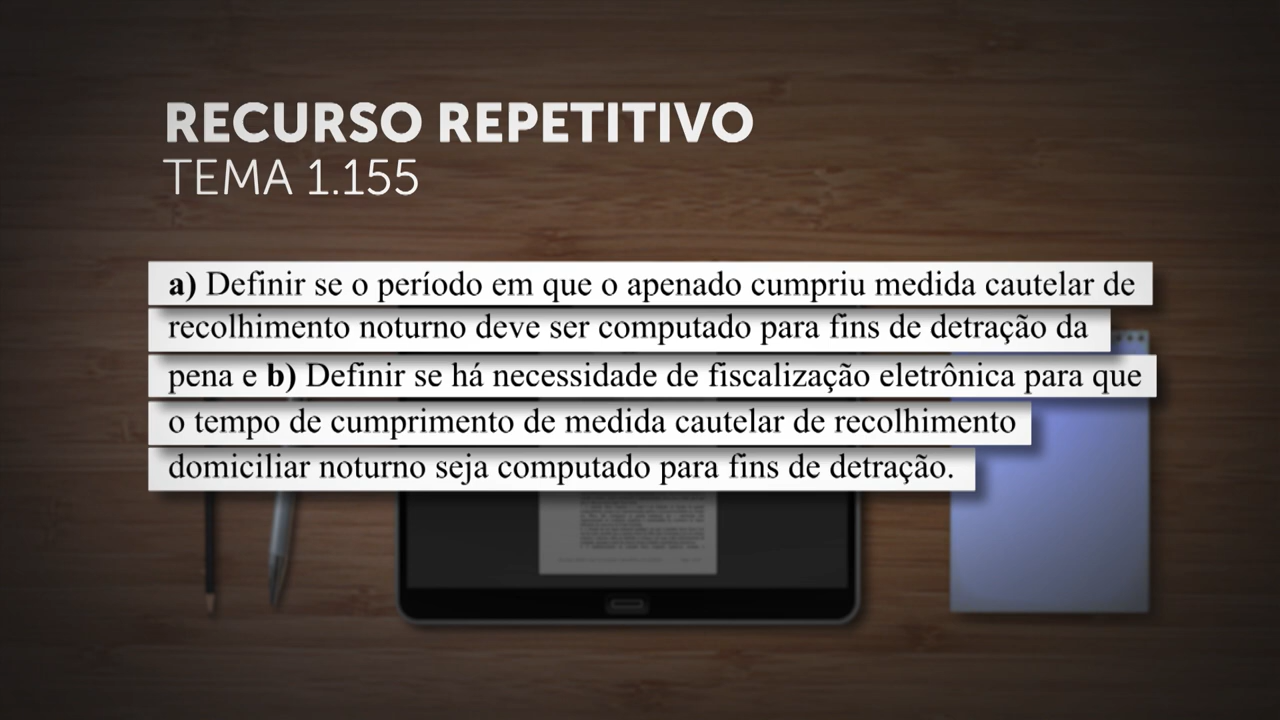 RECURSO REPETITIVO
TEMA 1.155
a) Definir se o período em que o apenado cumpriu medida cautelar de
recolhimento noturno deve ser computado para fins de detração da
pena e b) Definir se há necessidade de fiscalização eletrônica para que
o tempo de cumprimento de medida cautelar de recolhimento
domiciliar noturno seja computado para fins de detração.